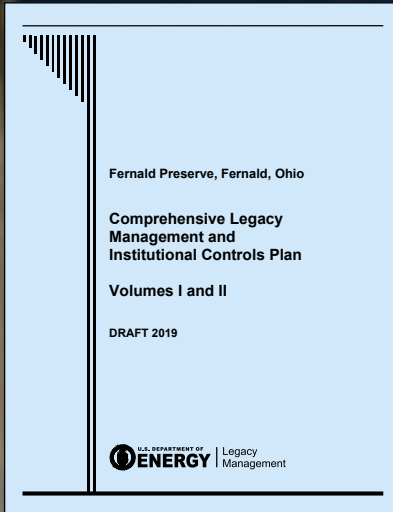 Fernald Preserve, Fernald, Ohio
Comprehensive Legacy
Management and
Institutional Controls Plan
Volumes I and II
DRAFT 2019
U.S. DEPARTMENT OF
ENERGY
Legacy
Management